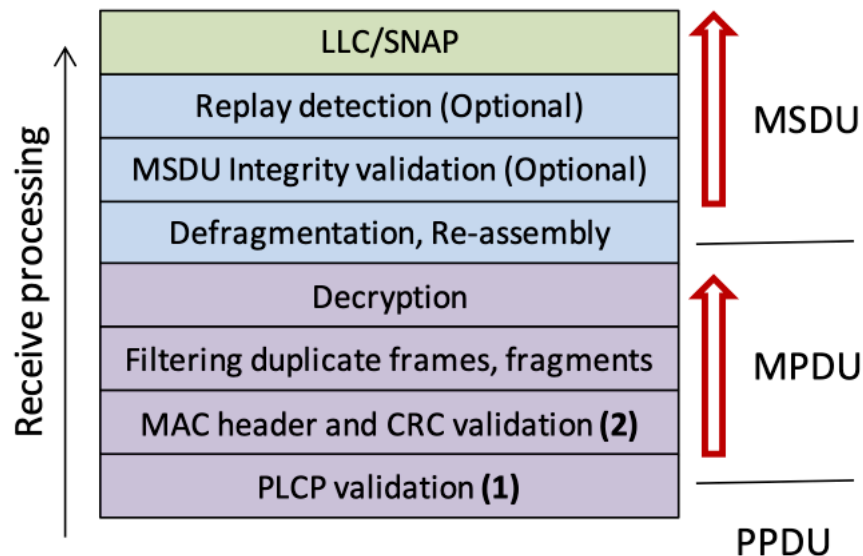 LLC/SNAP
Replay detection (Optional)
MSDU Integrity validation (Optional)
Defragmentation, Re-assembly
Decryption
Filtering duplicate frames, fragments
MAC header and CRC validation (2)
PLCP validation (1)
Receive processing
MSDU
MPDU
PPDU